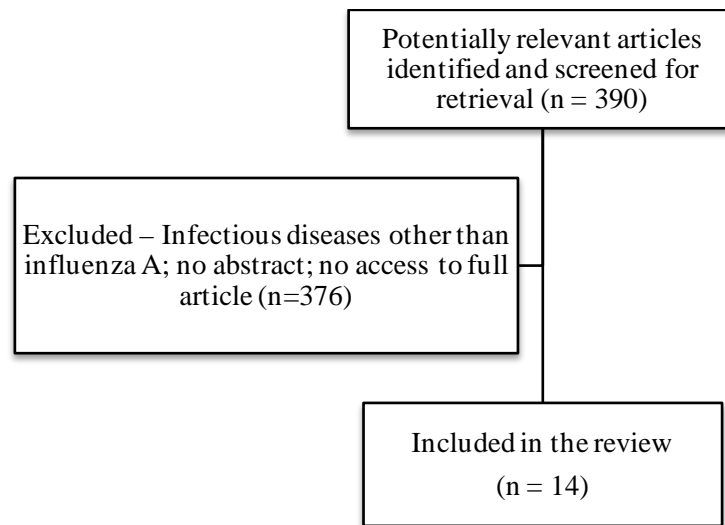 Potentially relevant articles
identified and screened for
retrieval (n = 390)
Excluded – Infectious diseases other than
influenza A; no abstract; no access to full
article (n=376)
Included in the review
(n = 14)